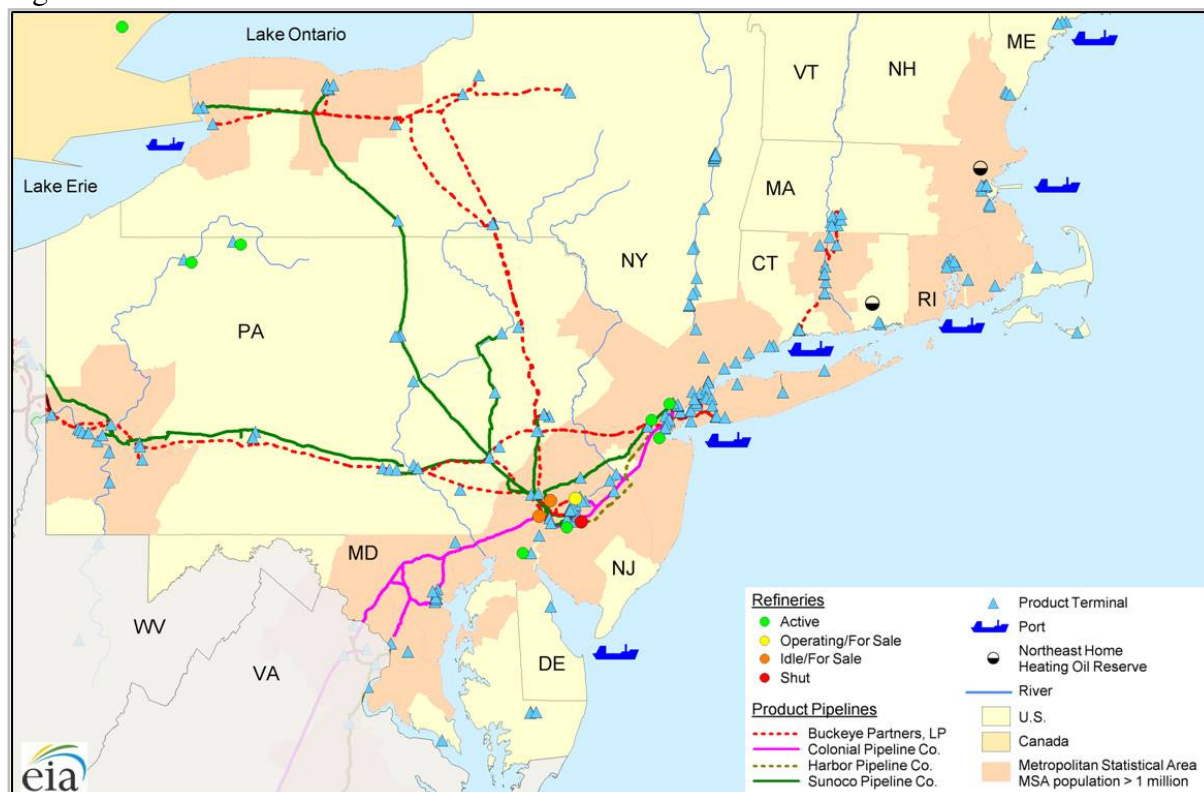 Lake Ontario
ME
VT
NH
Lake Erie
MA
NY
CT
RI
PA
MD
NJ
WV
DE
VA
eia
Refineries
Active
Operating/For Sale
Idle/For Sale
Shut
Product Pipelines
Buckeye Partners, LP
Colonial Pipeline Co.
Harbor Pipeline Co.
Sunoco Pipeline Co.
Product Terminal
Port
Northeast Home
Heating Oil Reserve
River
U.S.
Canada
Metropolitan Statistical Area
MSA population > 1 million